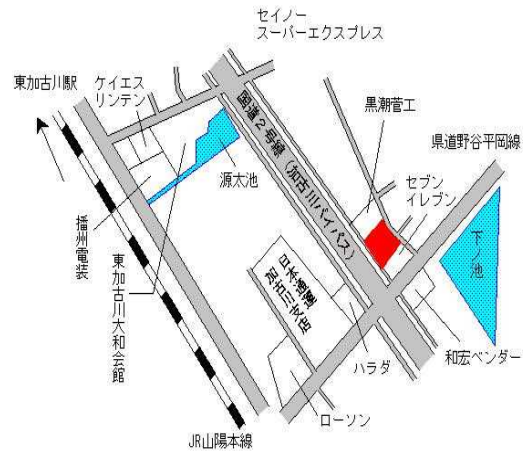 セイノー
スーパーエクスプレス
東加古川駅
ケイエス
リンテン
国道2号線(加古川バイパス)
黒潮菅工
県道野谷平岡線
源太池
セブン
イレブン
下ノ池
播州電装
東加古川大和会館
日本通運
加古川支店
ハラダ
和宏ベンダー
ローソン
JR山陽本線